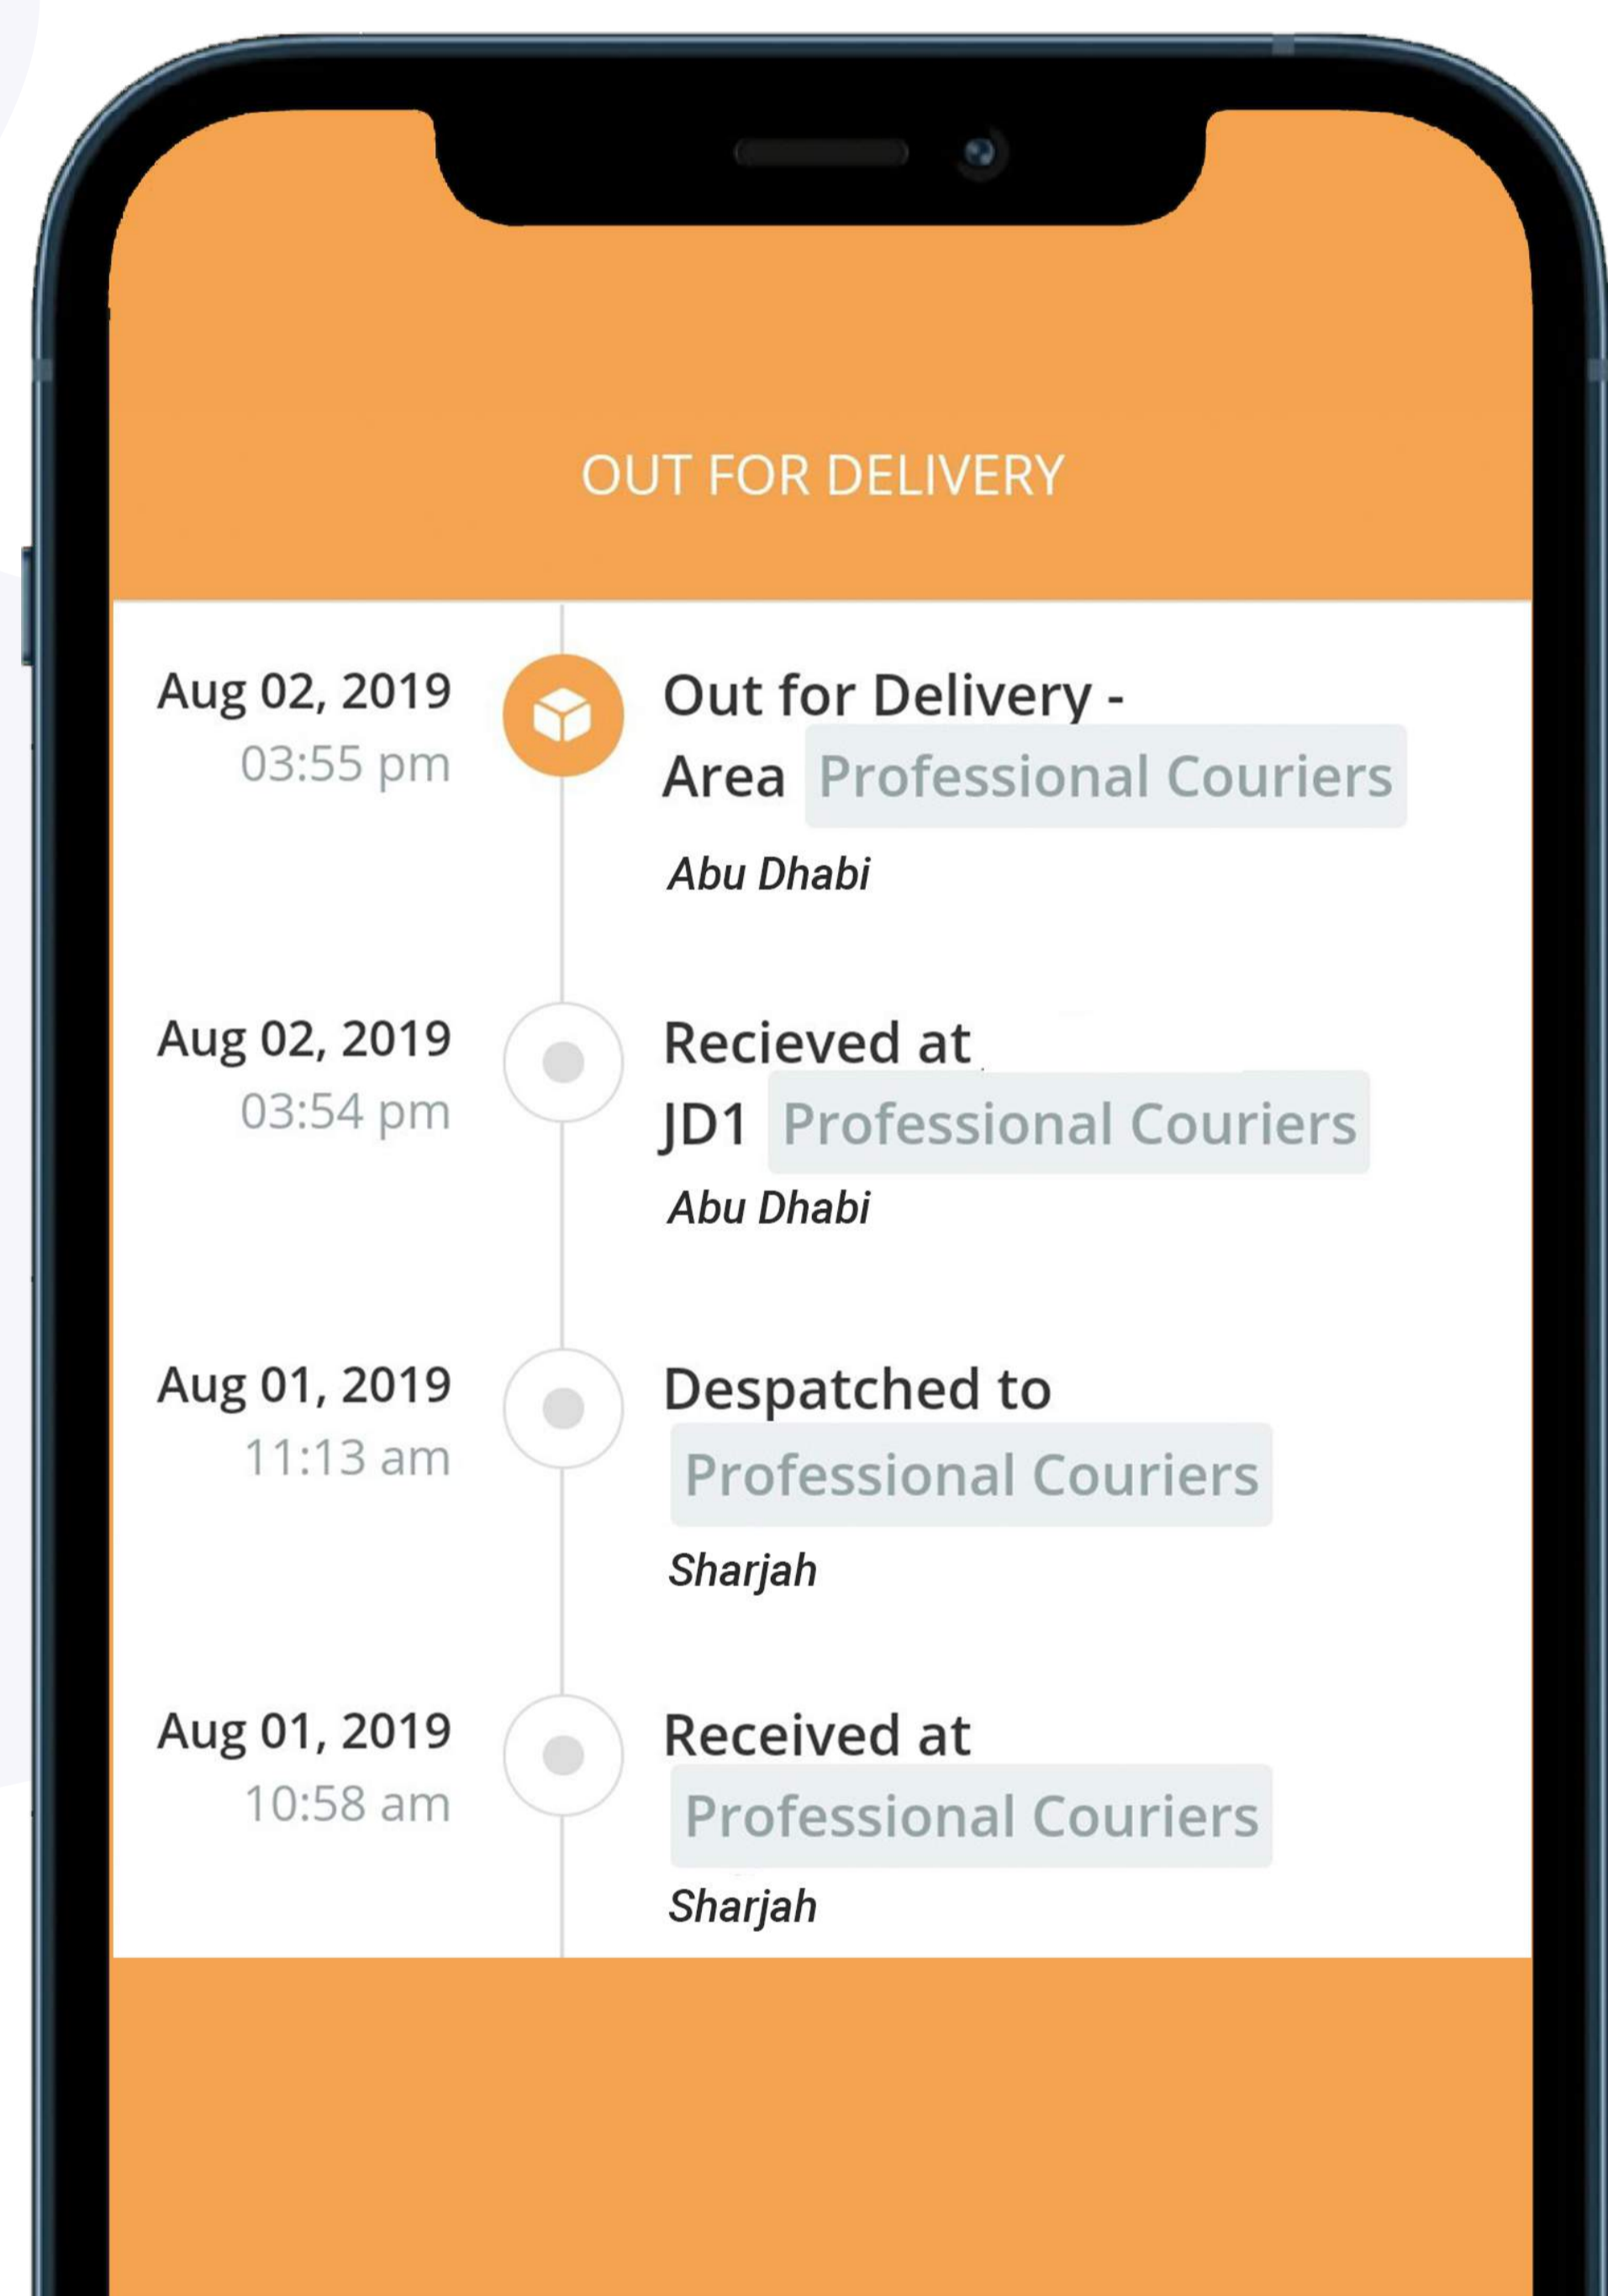 OUT FOR DELIVERY
Aug 02, 2019
03:55 pm
Out for Delivery -
Area Professional Couriers
Abu Dhabi
Aug 02, 2019
03:54 pm
Recieved at
JD1 Professional Couriers
Abu Dhabi
Aug 01, 2019
11:13 am
Despatched to
Professional Couriers
Sharjah
Aug 01, 2019
10:58 am
Received at
Professional Couriers
Sharjah